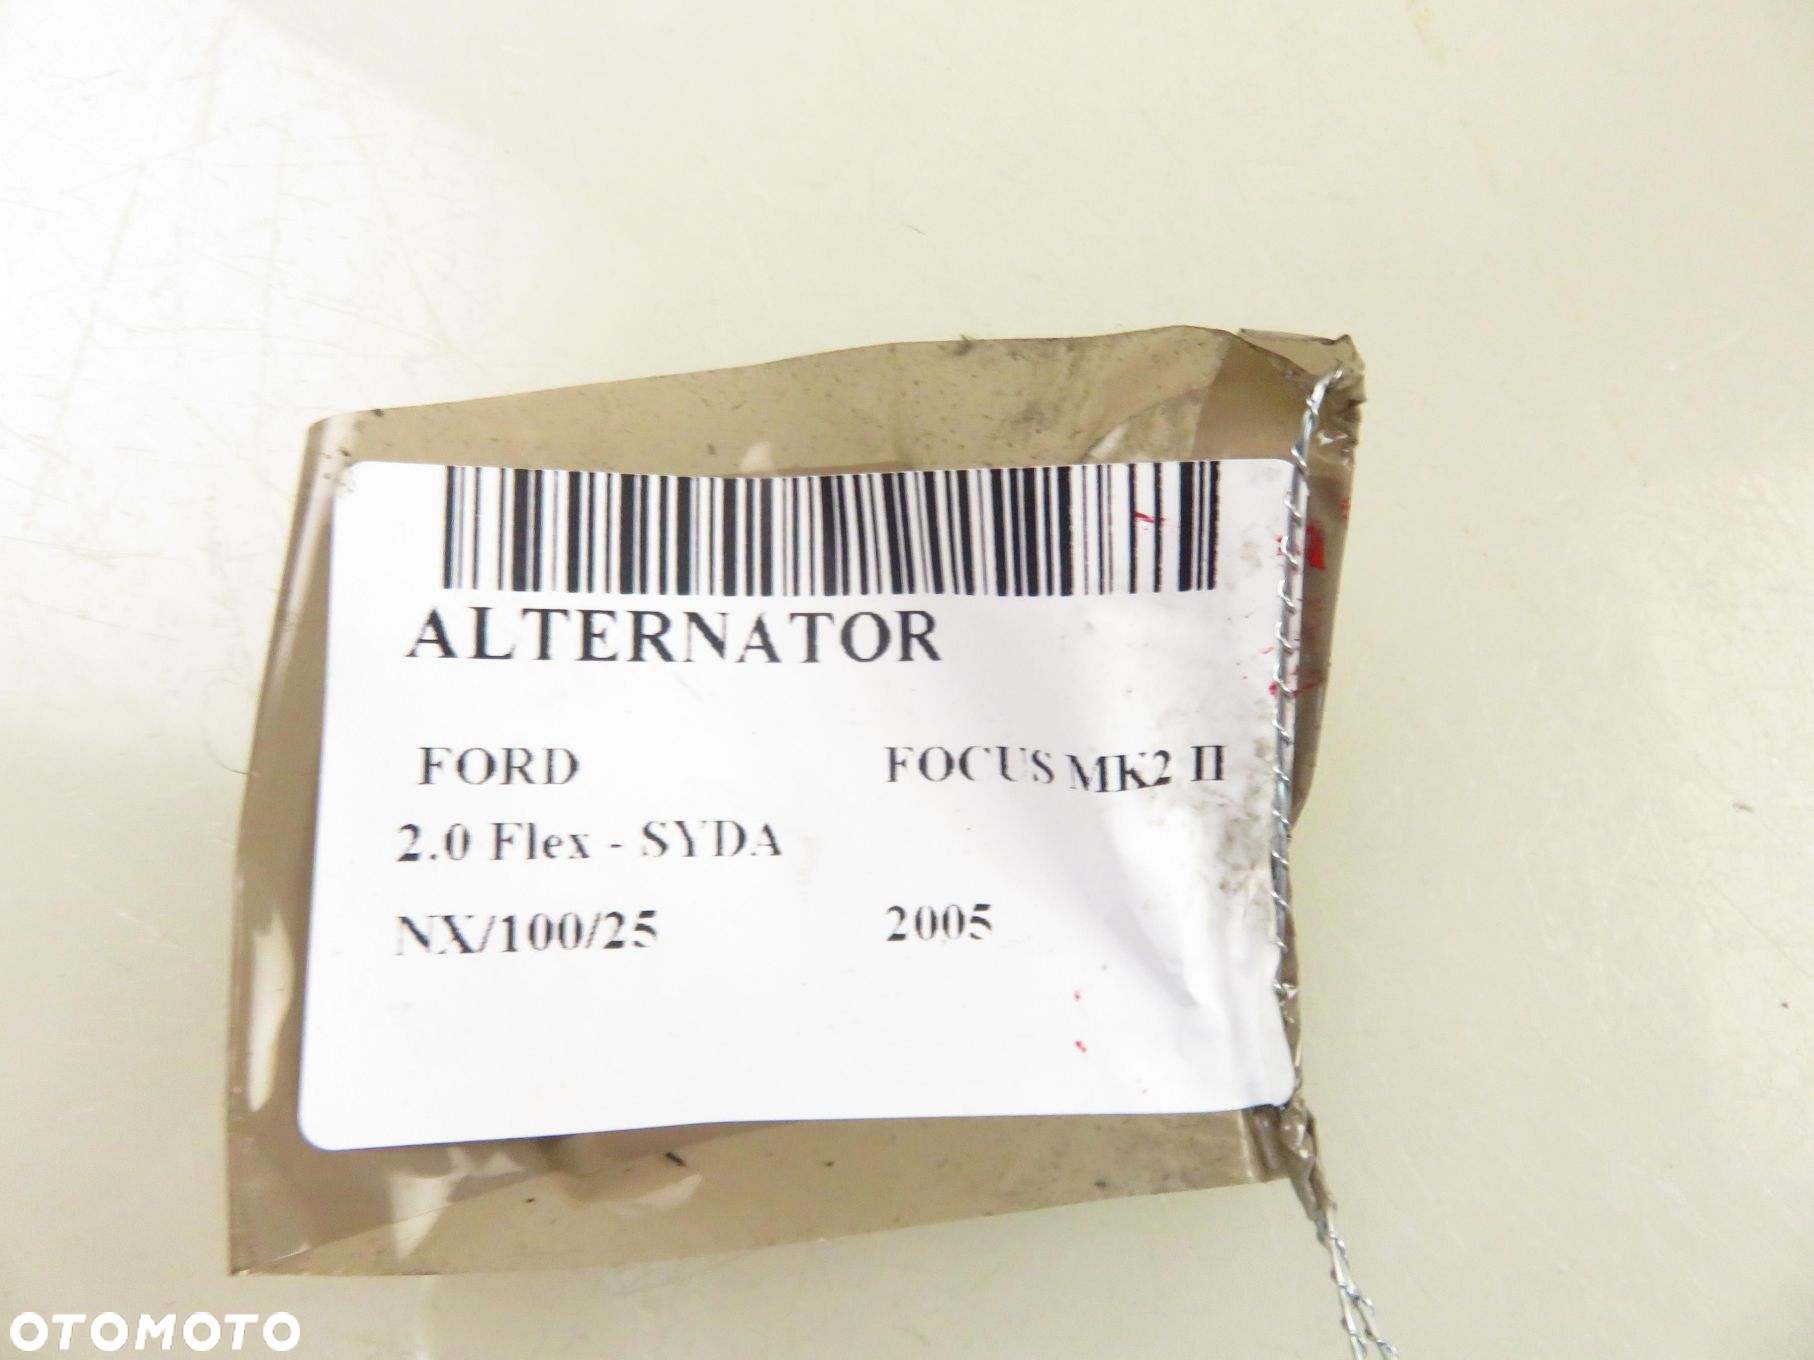 ALTERNATOR
FORD FOCUS MK2 II
2.0 Flex - SYDA
NX/100/25 2005
OTOMOTO